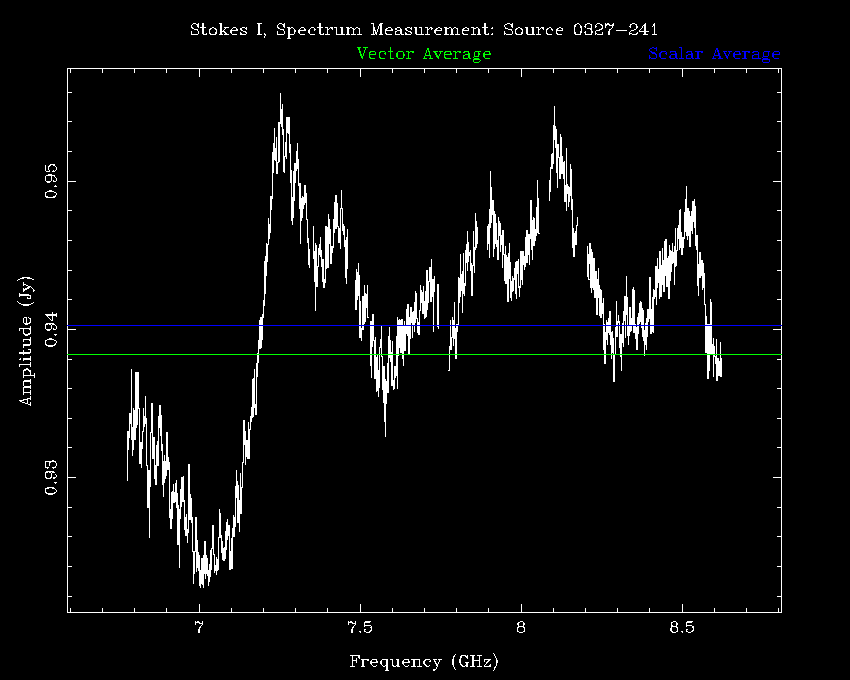 Stokes I, Spectrum Measurement: Source 0327−241
Vector Average
Scalar Average
0.95
0.94
0.93
Amplitude (Jy)
7
7.5
8
8.5
Frequency (GHz)